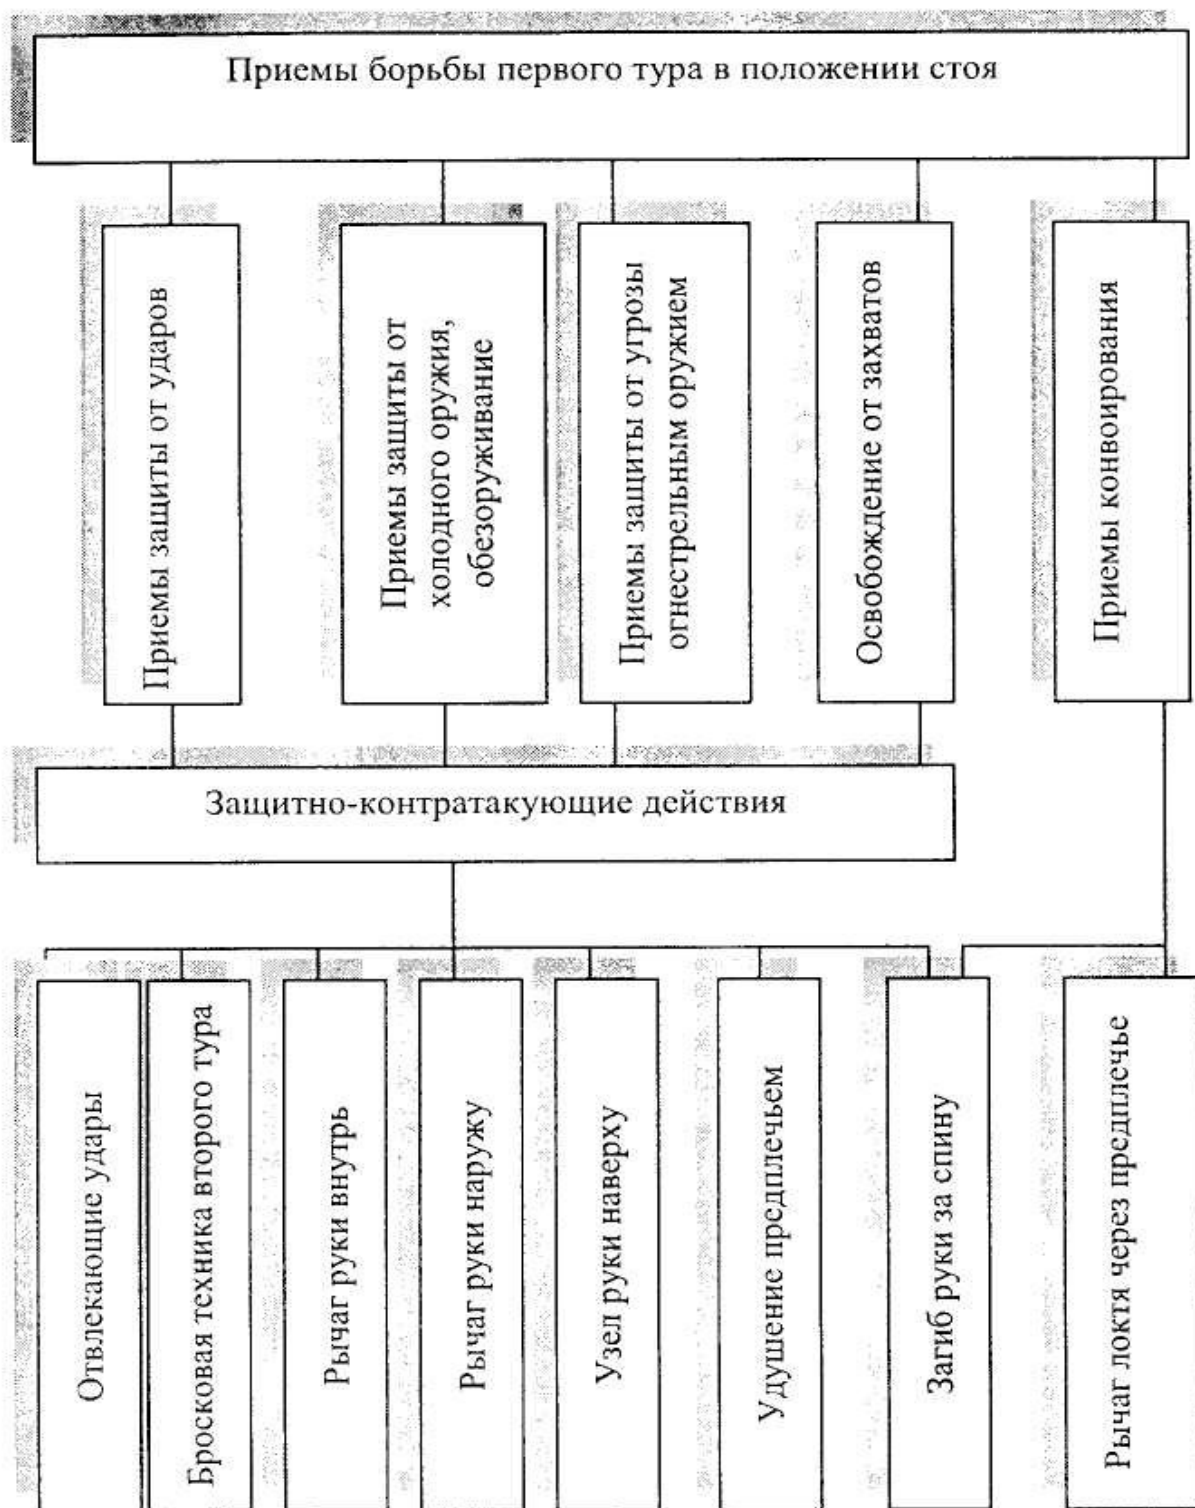 Приемы борьбы первого тура в положении стоя
Приемы защиты от ударов
Приемы защиты от
холодного оружия,
обезоруживание
Приемы защиты от угрозы
огнестрельным оружием
Освобождение от захватов
Приемы конвоирования
Защитно-контратакующие действия
Отвлекающие удары
Бросковая техника второго тура
Рычаг руки внутрь
Рычаг руки наружу
Узел руки наверху
Удушение предплечьем
Загиб руки за спину
Рычаг локтя через предплечье